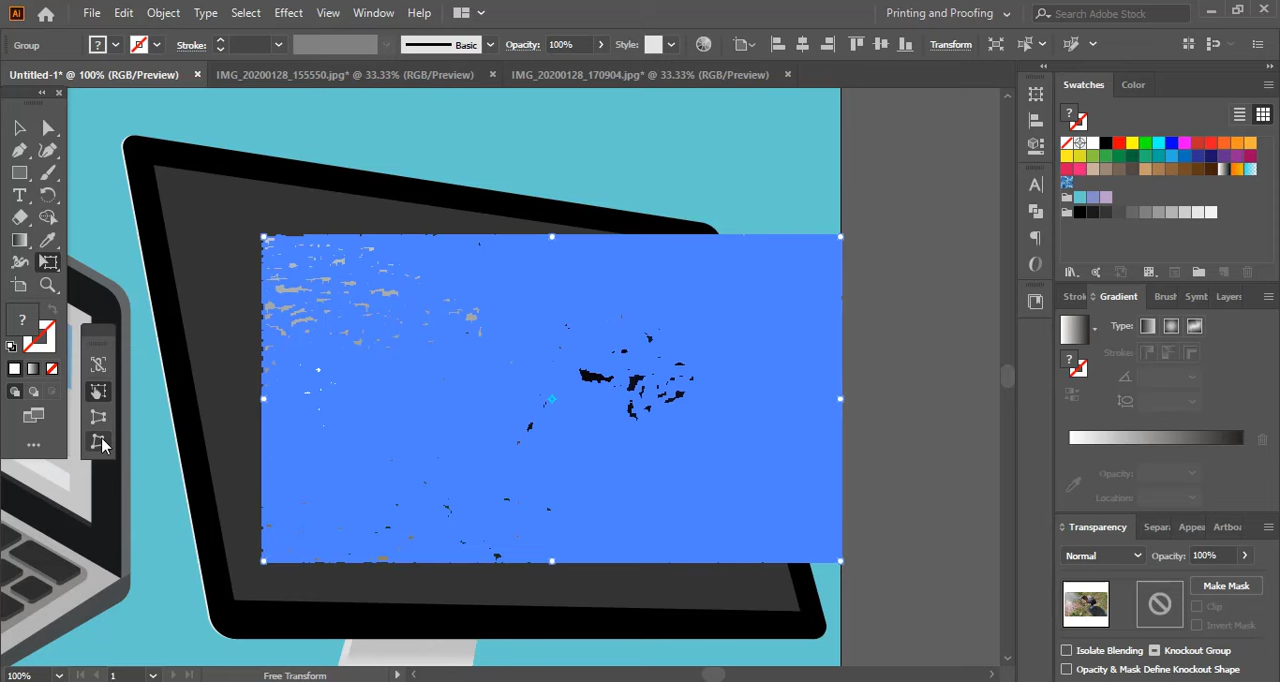 Ai File Edit Object Type Select Effect View Window Help Printing and Proofing Search Adobe Stock
Group ? Stroke: Basic Opacity: 100% Style: Transform
Untitled-1* @ 100% (RGB/Preview) × IMG_20200128_155550.jpg* @ 33.33% (RGB/Preview) × IMG_20200128_170904.jpg* @ 33.33% (RGB/Preview) ×
Swatches Color
?
T
A
?
Strok Gradient Brush Symb Layers
Type:
Stroke:
?
Opacity:
Location:
Transparency Separa Appea Artboa
Normal Opacity: 100%
Make Mask
Clip
Invert Mask
Isolate Blending Knockout Group
Opacity & Mask Define Knockout Shape
100% 1 Free Transform